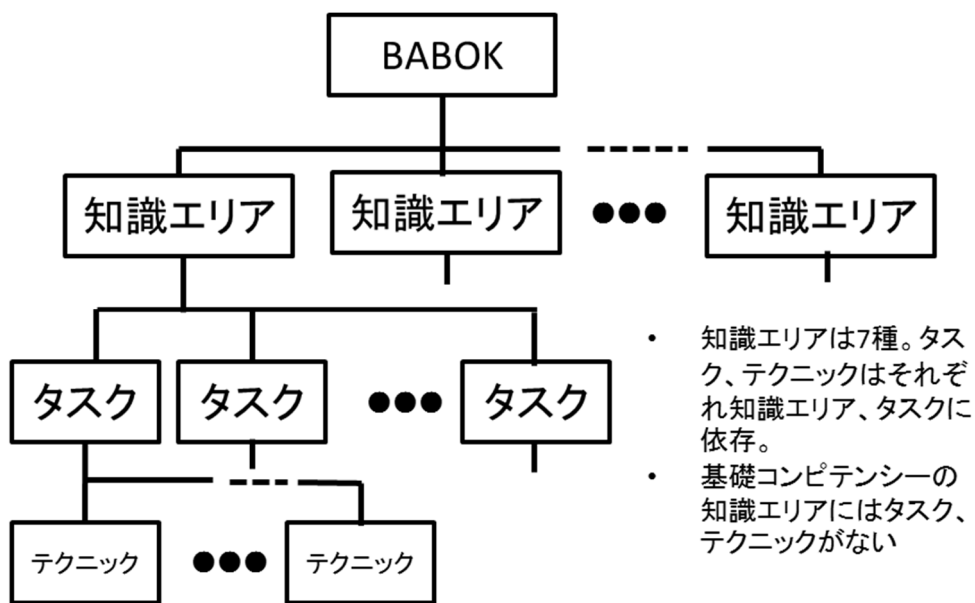 BABOK
知識エリア
知識エリア
●●●
知識エリア
タスク
タスク
●●●
タスク
テクニック
●●●
テクニック
• 知識エリアは7種。タス
ク、テクニックはそれぞ
れ知識エリア、タスクに
依存。
• 基礎コンピテンシーの
知識エリアにはタスク、
テクニックがない